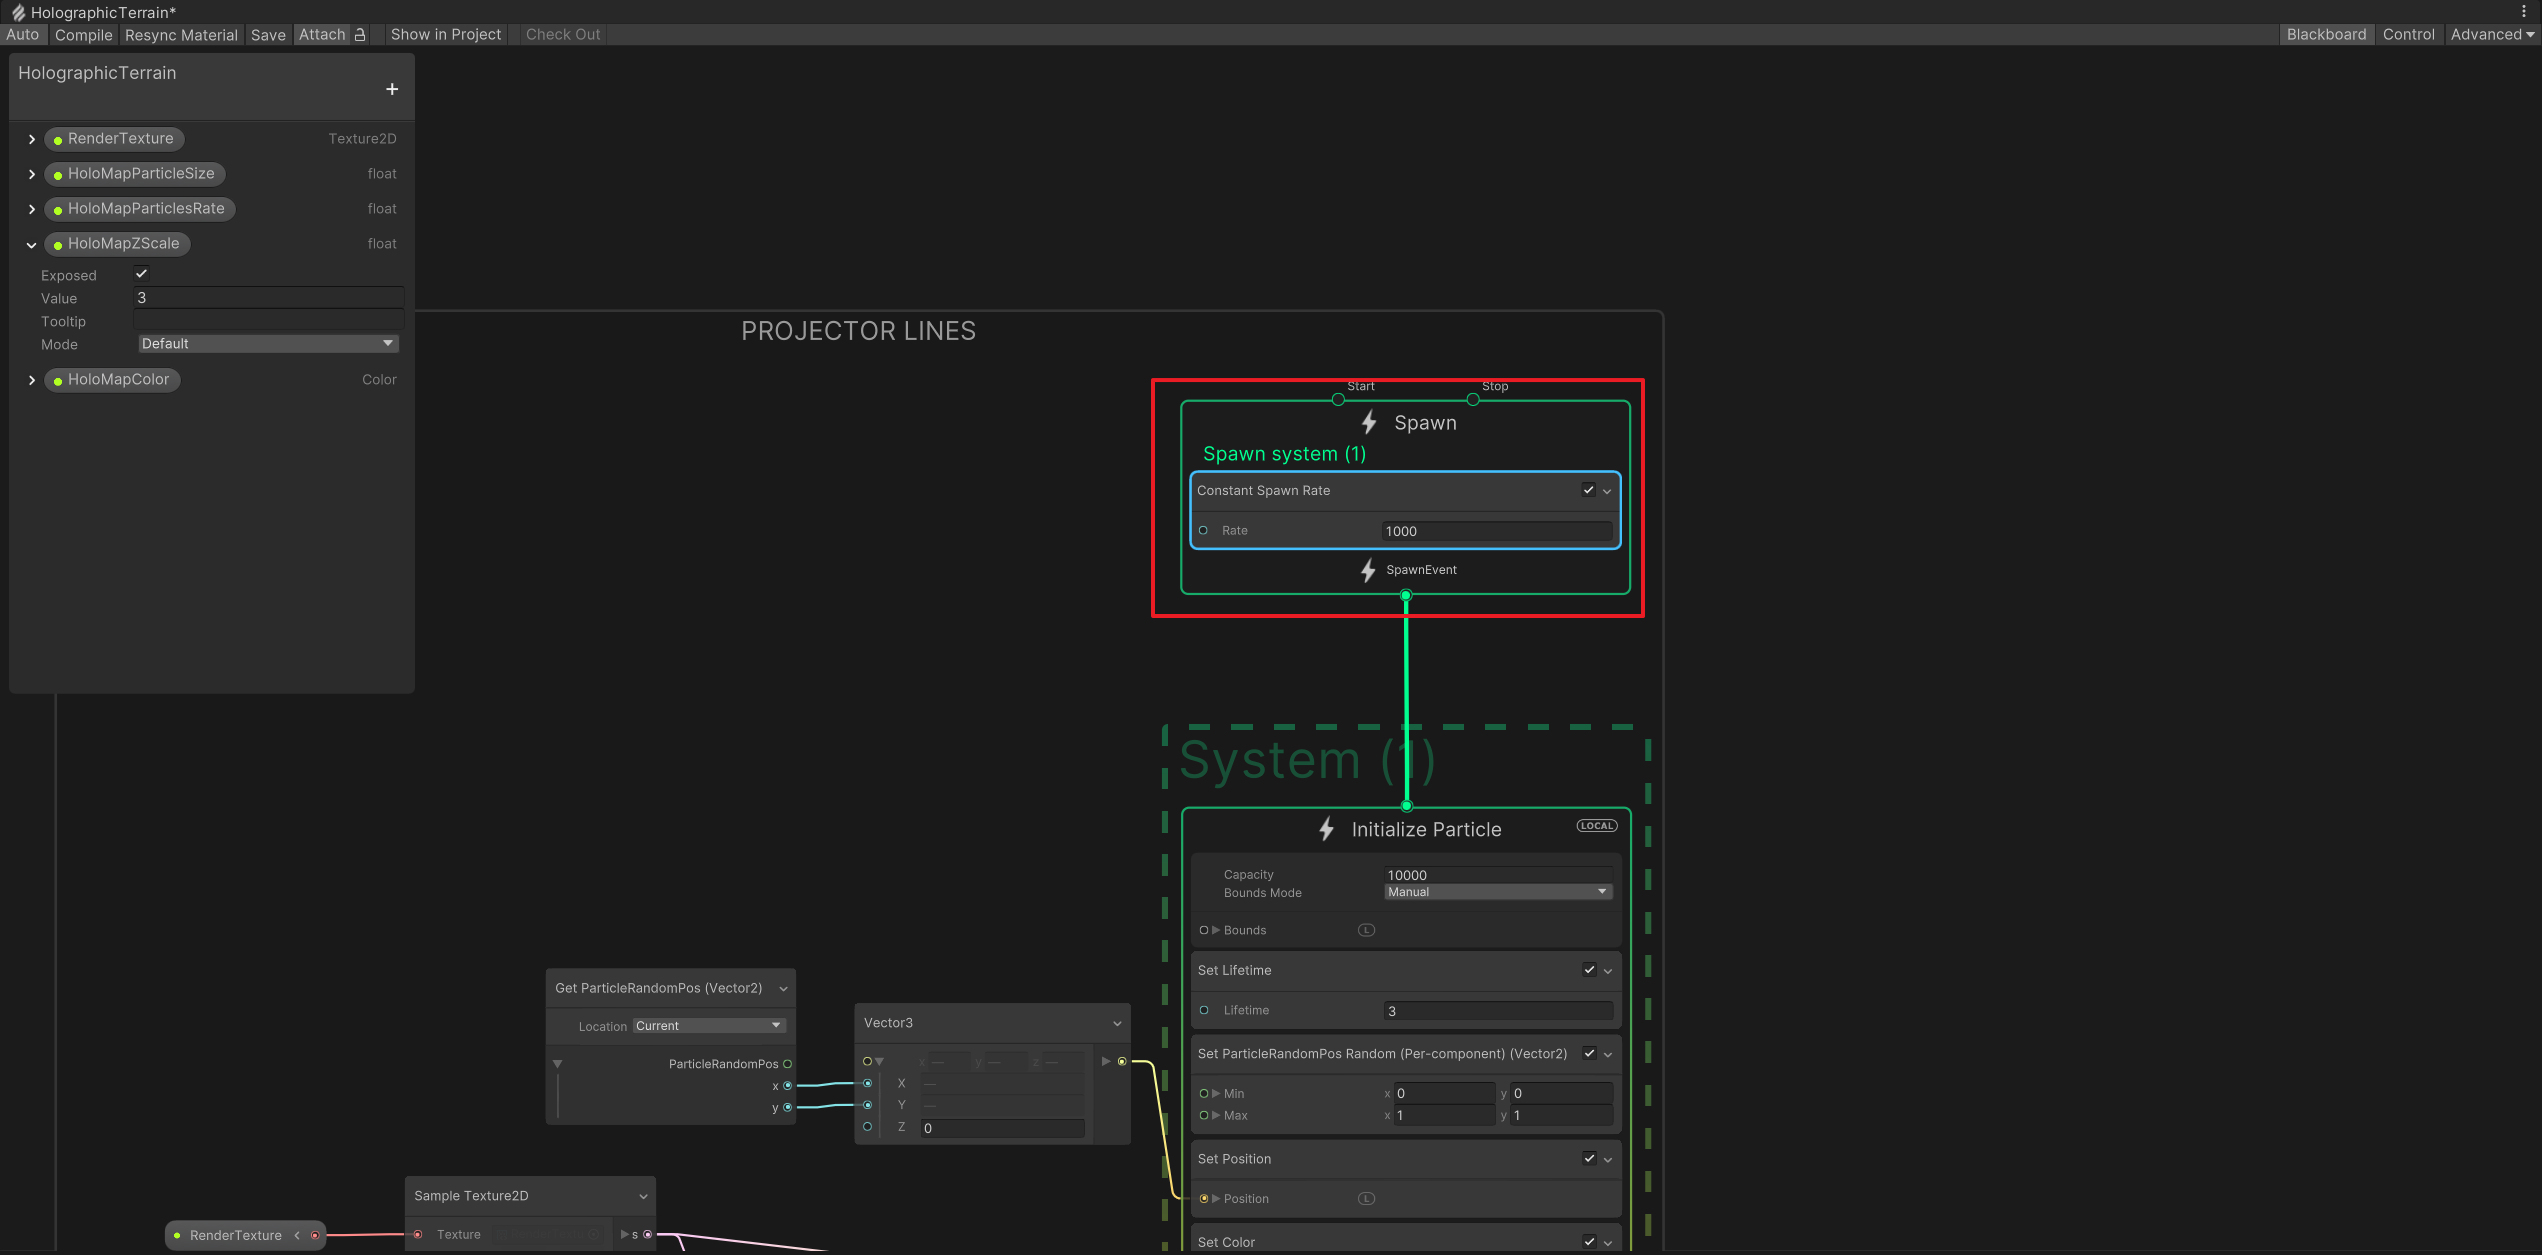 HolographicTerrain*
Auto Compile Resync Material Save Attach Show in Project Check Out Blackboard Control Advanced
HolographicTerrain
+
RenderTexture Texture2D
HoloMapParticleSize float
HoloMapParticlesRate float
HoloMapZScale float
Exposed
Value 3
Tooltip
Mode Default
HoloMapColor Color
PROJECTOR LINES
Start Stop
Spawn
Spawn system (1)
Constant Spawn Rate
Rate 1000
SpawnEvent
System (1)
Initialize Particle LOCAL
Capacity 10000
Bounds Mode Manual
Bounds L
Set Lifetime
Lifetime 3
Set ParticleRandomPos Random (Per-component) (Vector2)
Min x 0 y 0
Max x 1 y 1
Set Position
Position L
Set Color
Get ParticleRandomPos (Vector2)
Location Current
ParticleRandomPos
x
y
Vector3
x — y — z —
X —
Y —
Z 0
Sample Texture2D
Texture s
RenderTexture <